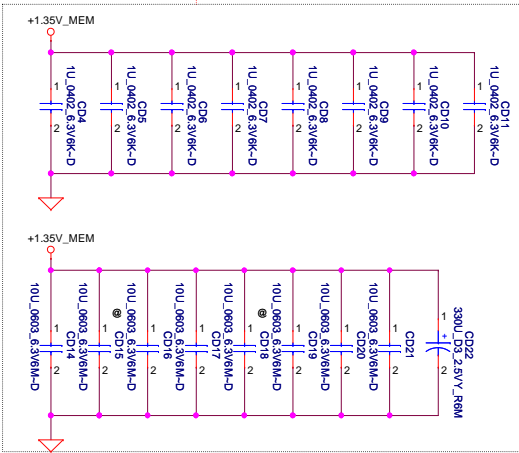 +1.35V_MEM
1
2
CD4
1U_0402_6.3V6K~D
1
2
CD5
1U_0402_6.3V6K~D
1
2
CD6
1U_0402_6.3V6K~D
1
2
CD7
1U_0402_6.3V6K~D
1
2
CD8
1U_0402_6.3V6K~D
1
2
CD9
1U_0402_6.3V6K~D
1
2
CD10
1U_0402_6.3V6K~D
1
2
CD11
1U_0402_6.3V6K~D
+1.35V_MEM
1
2
CD14
10U_0603_6.3V6M~D
1
2
@
CD15
10U_0603_6.3V6M~D
1
2
CD16
10U_0603_6.3V6M~D
1
2
CD17
10U_0603_6.3V6M~D
1
2
@
CD18
10U_0603_6.3V6M~D
1
2
CD19
10U_0603_6.3V6M~D
1
2
CD20
10U_0603_6.3V6M~D
1
2
CD21
10U_0603_6.3V6M~D
1
+
2
CD22
330U_D3_2.5VY_R6M